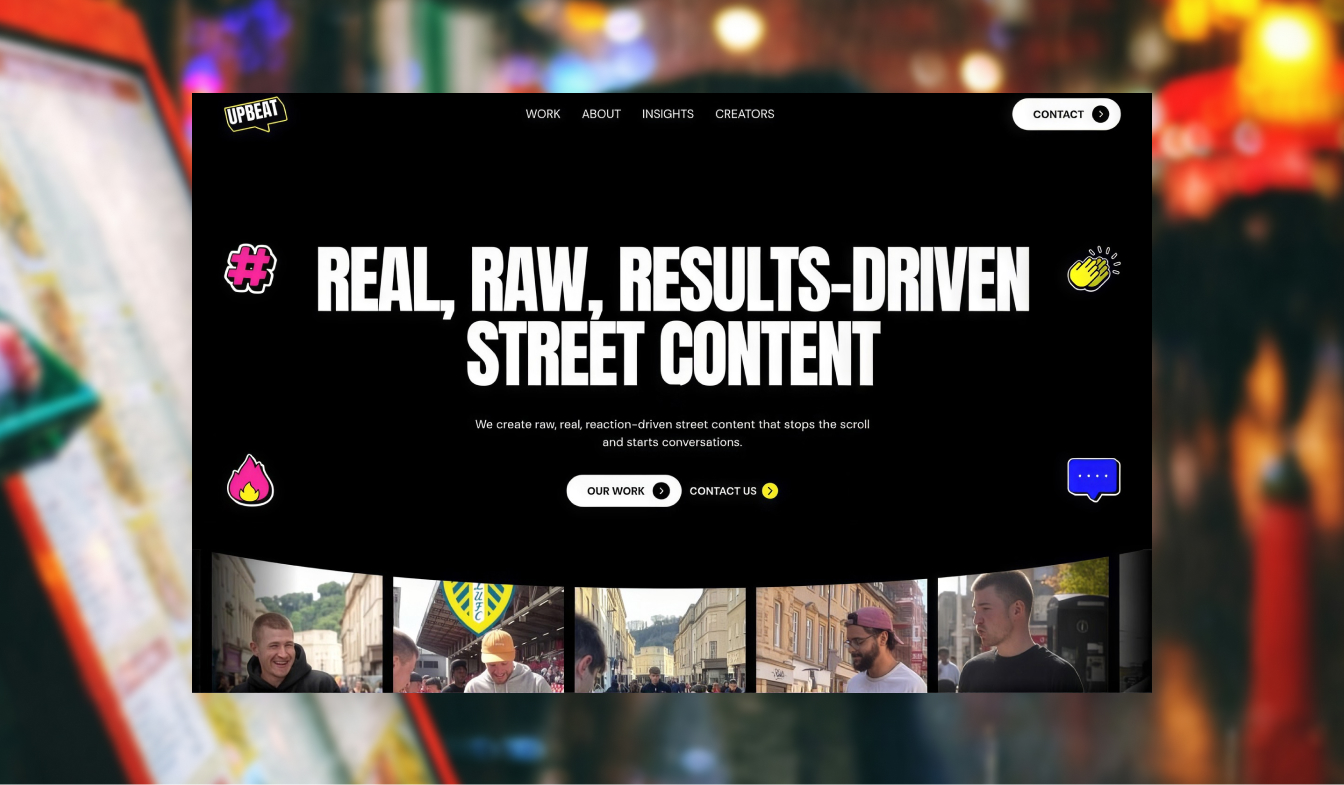 UPBEAT
WORK ABOUT INSIGHTS CREATORS
CONTACT
#
REAL, RAW, RESULTS-DRIVEN
STREET CONTENT
We create raw, real, reaction-driven street content that stops the scroll
and starts conversations.
OUR WORK
CONTACT US
LUFC